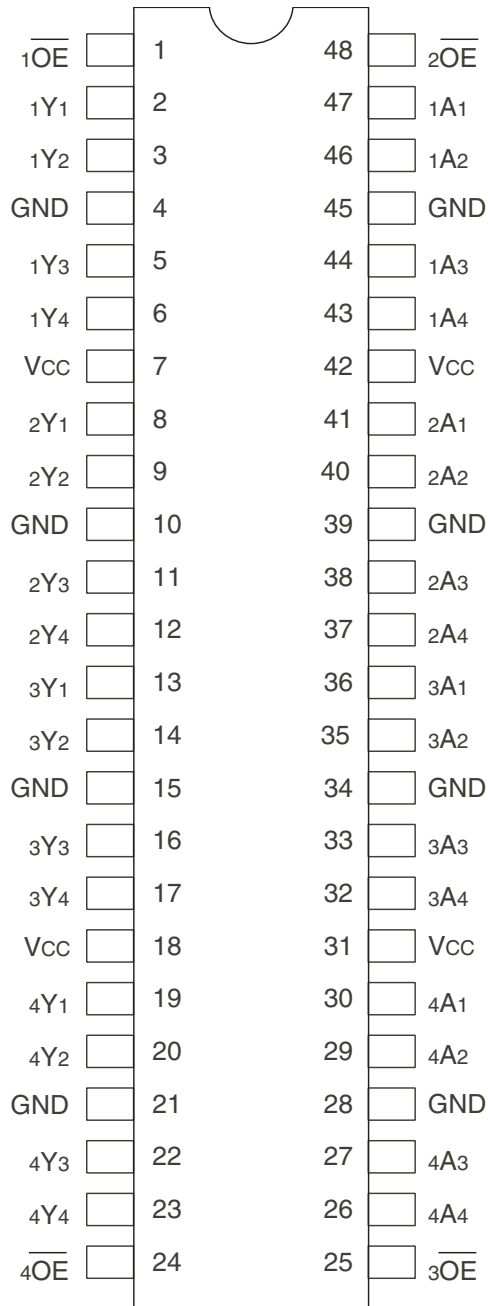 1OE 1 48 2OE
1Y1 2 47 1A1
1Y2 3 46 1A2
GND 4 45 GND
1Y3 5 44 1A3
1Y4 6 43 1A4
VCC 7 42 VCC
2Y1 8 41 2A1
2Y2 9 40 2A2
GND 10 39 GND
2Y3 11 38 2A3
2Y4 12 37 2A4
3Y1 13 36 3A1
3Y2 14 35 3A2
GND 15 34 GND
3Y3 16 33 3A3
3Y4 17 32 3A4
VCC 18 31 VCC
4Y1 19 30 4A1
4Y2 20 29 4A2
GND 21 28 GND
4Y3 22 27 4A3
4Y4 23 26 4A4
4OE 24 25 3OE